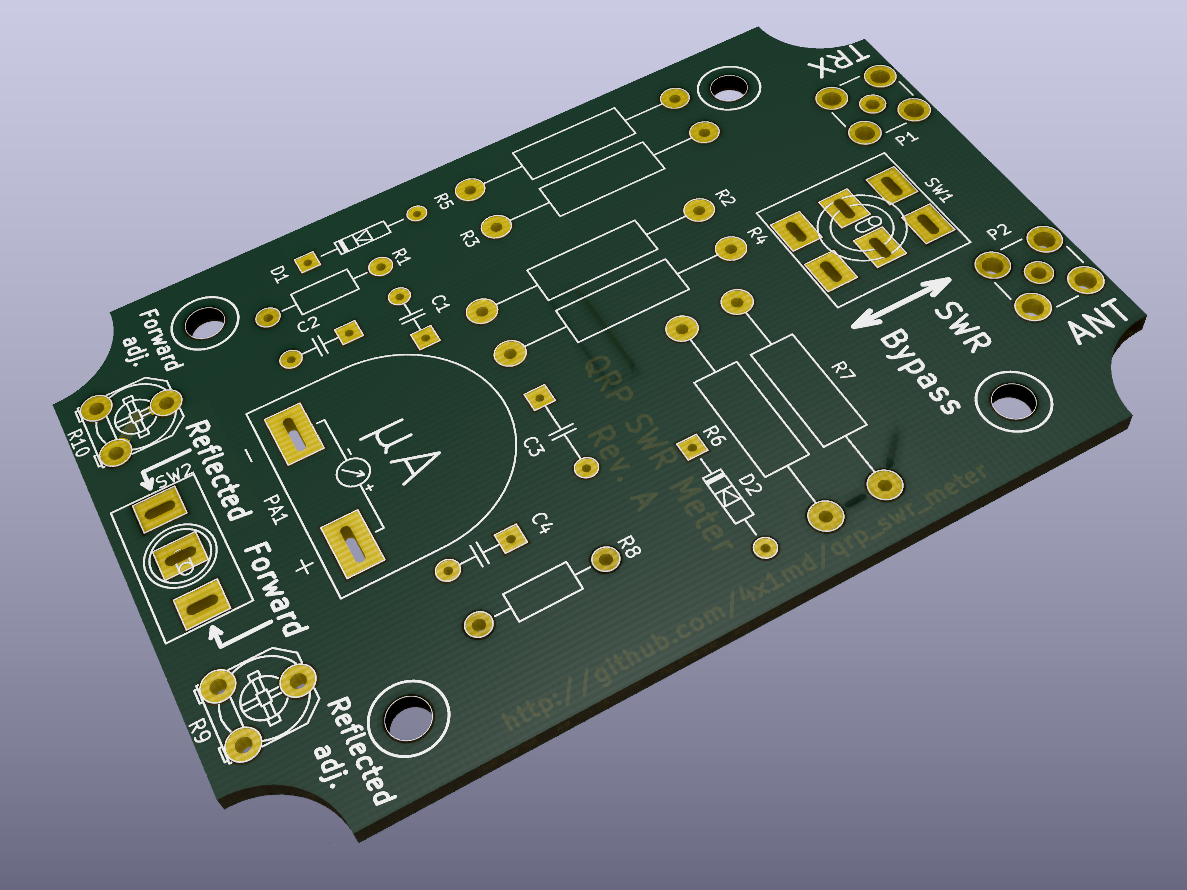 TRX
P1
SW1
P2
ANT
SWR
Bypass
R5
R3
R2
R4
D1
R1
C1
C2
Forward
adj.
R10
Reflected
SW2
Forward
-
PA1
+
+
µA
C3
C4
R8
R6
D2
R7
QRP SWR Meter
Rev. A
http://github.com/4x1md/qrp_swr_meter
R9
Reflected
adj.